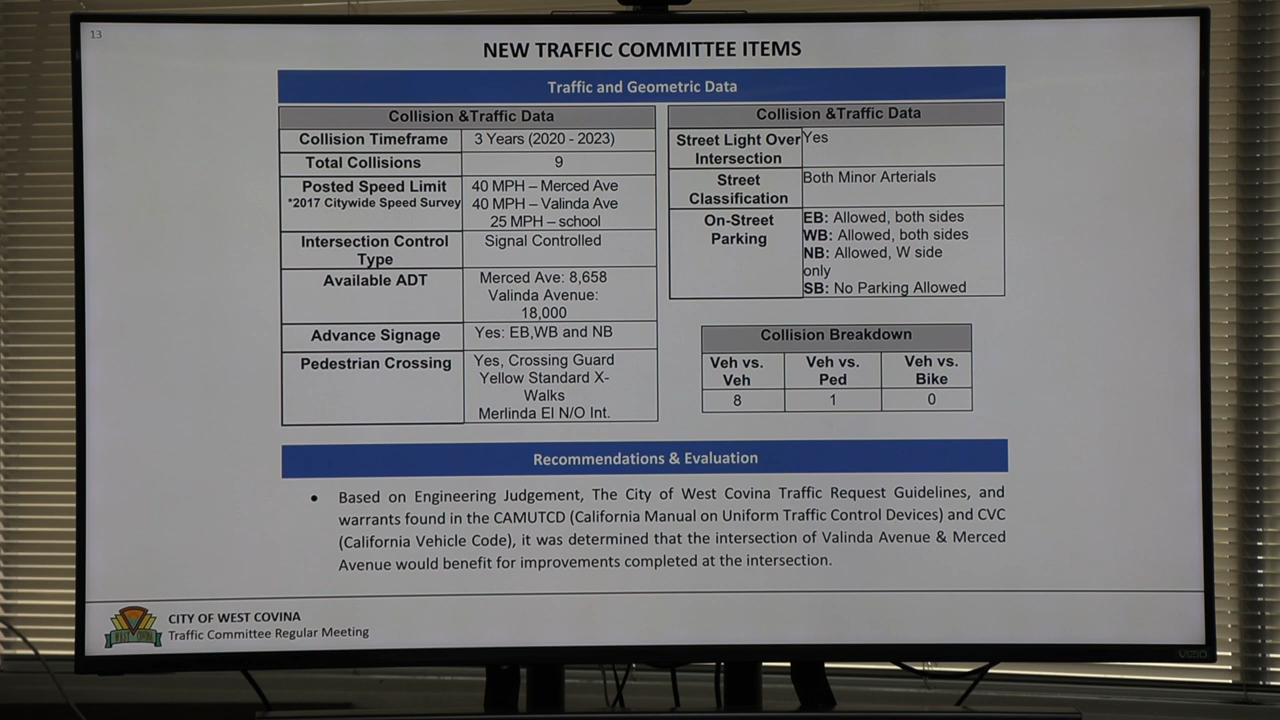 13
NEW TRAFFIC COMMITTEE ITEMS
Traffic and Geometric Data
Collision &Traffic Data
Collision Timeframe 3 Years (2020 - 2023)
Total Collisions 9
Posted Speed Limit 40 MPH – Merced Ave
*2017 Citywide Speed Survey 40 MPH – Valinda Ave
25 MPH – school
Intersection Control Signal Controlled
Type
Available ADT Merced Ave: 8,658
Valinda Avenue:
18,000
Advance Signage Yes: EB,WB and NB
Pedestrian Crossing Yes, Crossing Guard
Yellow Standard X-
Walks
Merlinda El N/O Int.
Collision &Traffic Data
Street Light Over Yes
Intersection
Street Both Minor Arterials
Classification
On-Street EB: Allowed, both sides
Parking WB: Allowed, both sides
NB: Allowed, W side
only
SB: No Parking Allowed
Collision Breakdown
Veh vs. Veh vs. Veh vs.
Veh Ped Bike
8 1 0
Recommendations & Evaluation
• Based on Engineering Judgement, The City of West Covina Traffic Request Guidelines, and
warrants found in the CAMUTCD (California Manual on Uniform Traffic Control Devices) and CVC
(California Vehicle Code), it was determined that the intersection of Valinda Avenue & Merced
Avenue would benefit for improvements completed at the intersection.
WEST COVINA
CITY OF WEST COVINA
Traffic Committee Regular Meeting
VIZIO